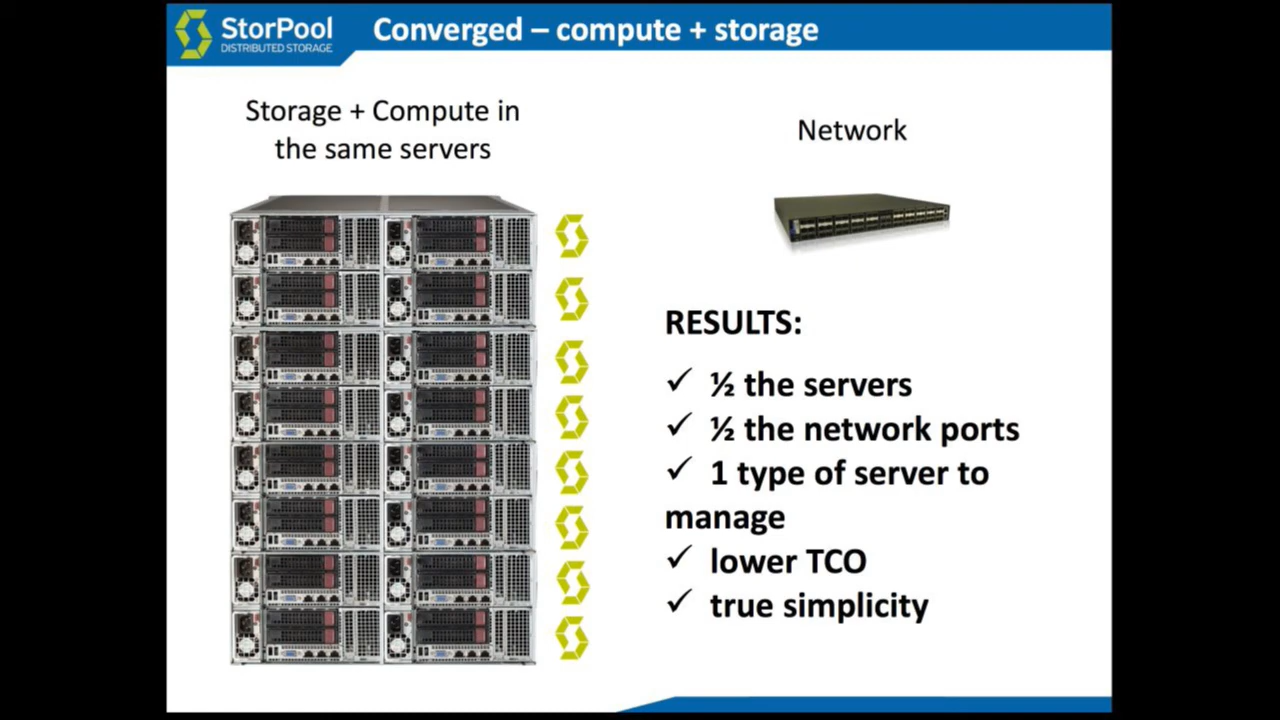 StorPool
DISTRIBUTED STORAGE
Converged – compute + storage
Storage + Compute in
the same servers
Network
RESULTS:
✓ ½ the servers
✓ ½ the network ports
✓ 1 type of server to
manage
✓ lower TCO
✓ true simplicity